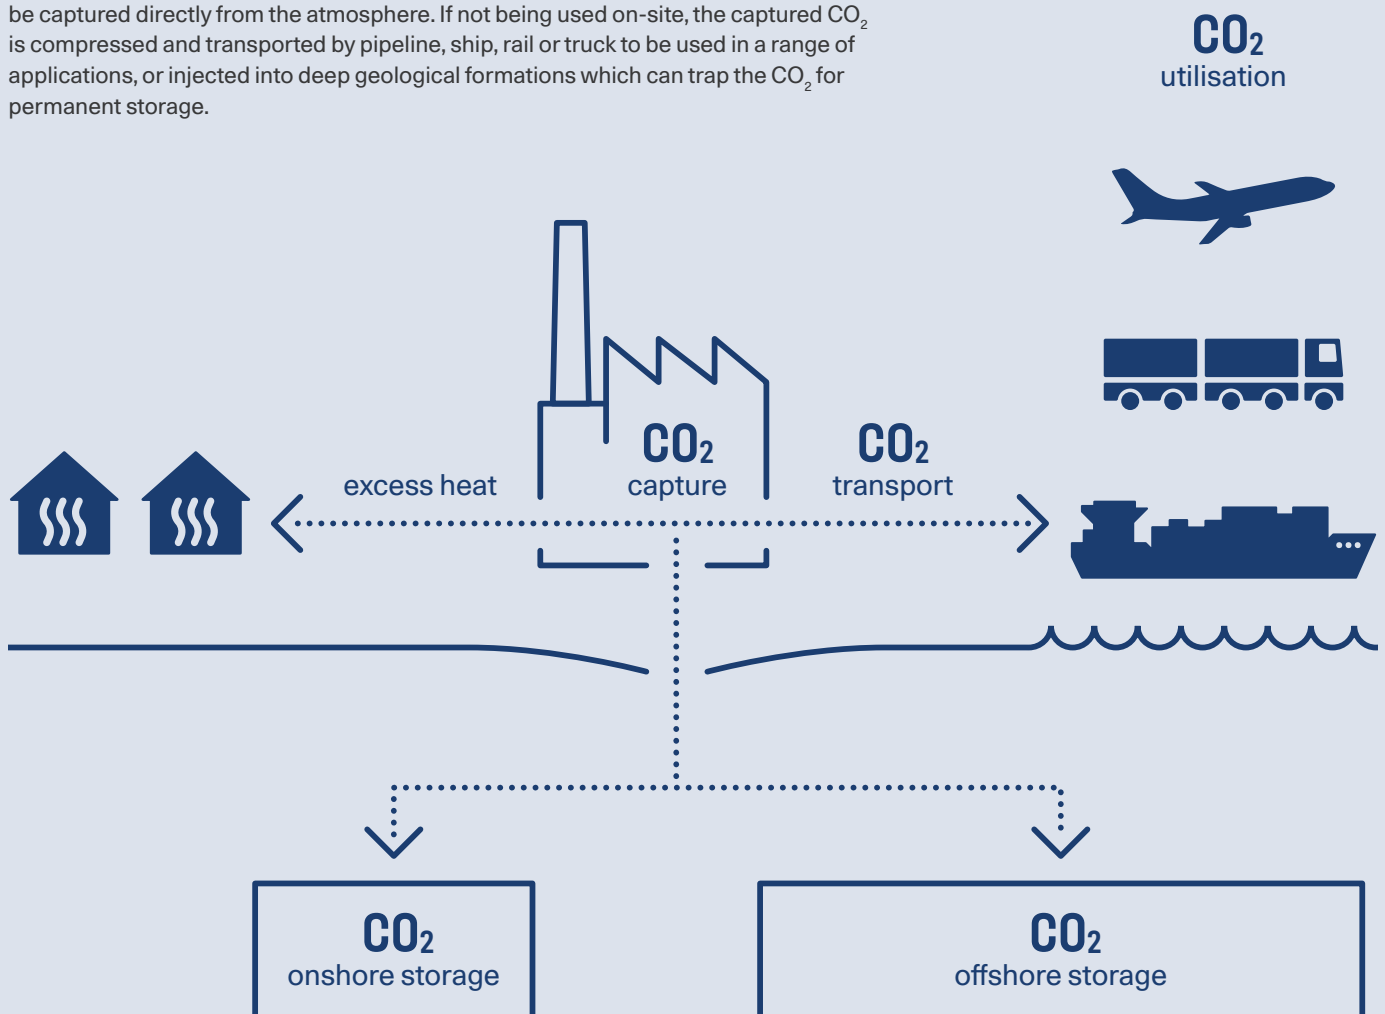 be captured directly from the atmosphere. If not being used on-site, the captured CO₂
is compressed and transported by pipeline, ship, rail or truck to be used in a range of
applications, or injected into deep geological formations which can trap the CO₂ for
permanent storage.
CO₂
utilisation
excess heat
CO₂
capture
CO₂
transport
CO₂
onshore storage
CO₂
offshore storage